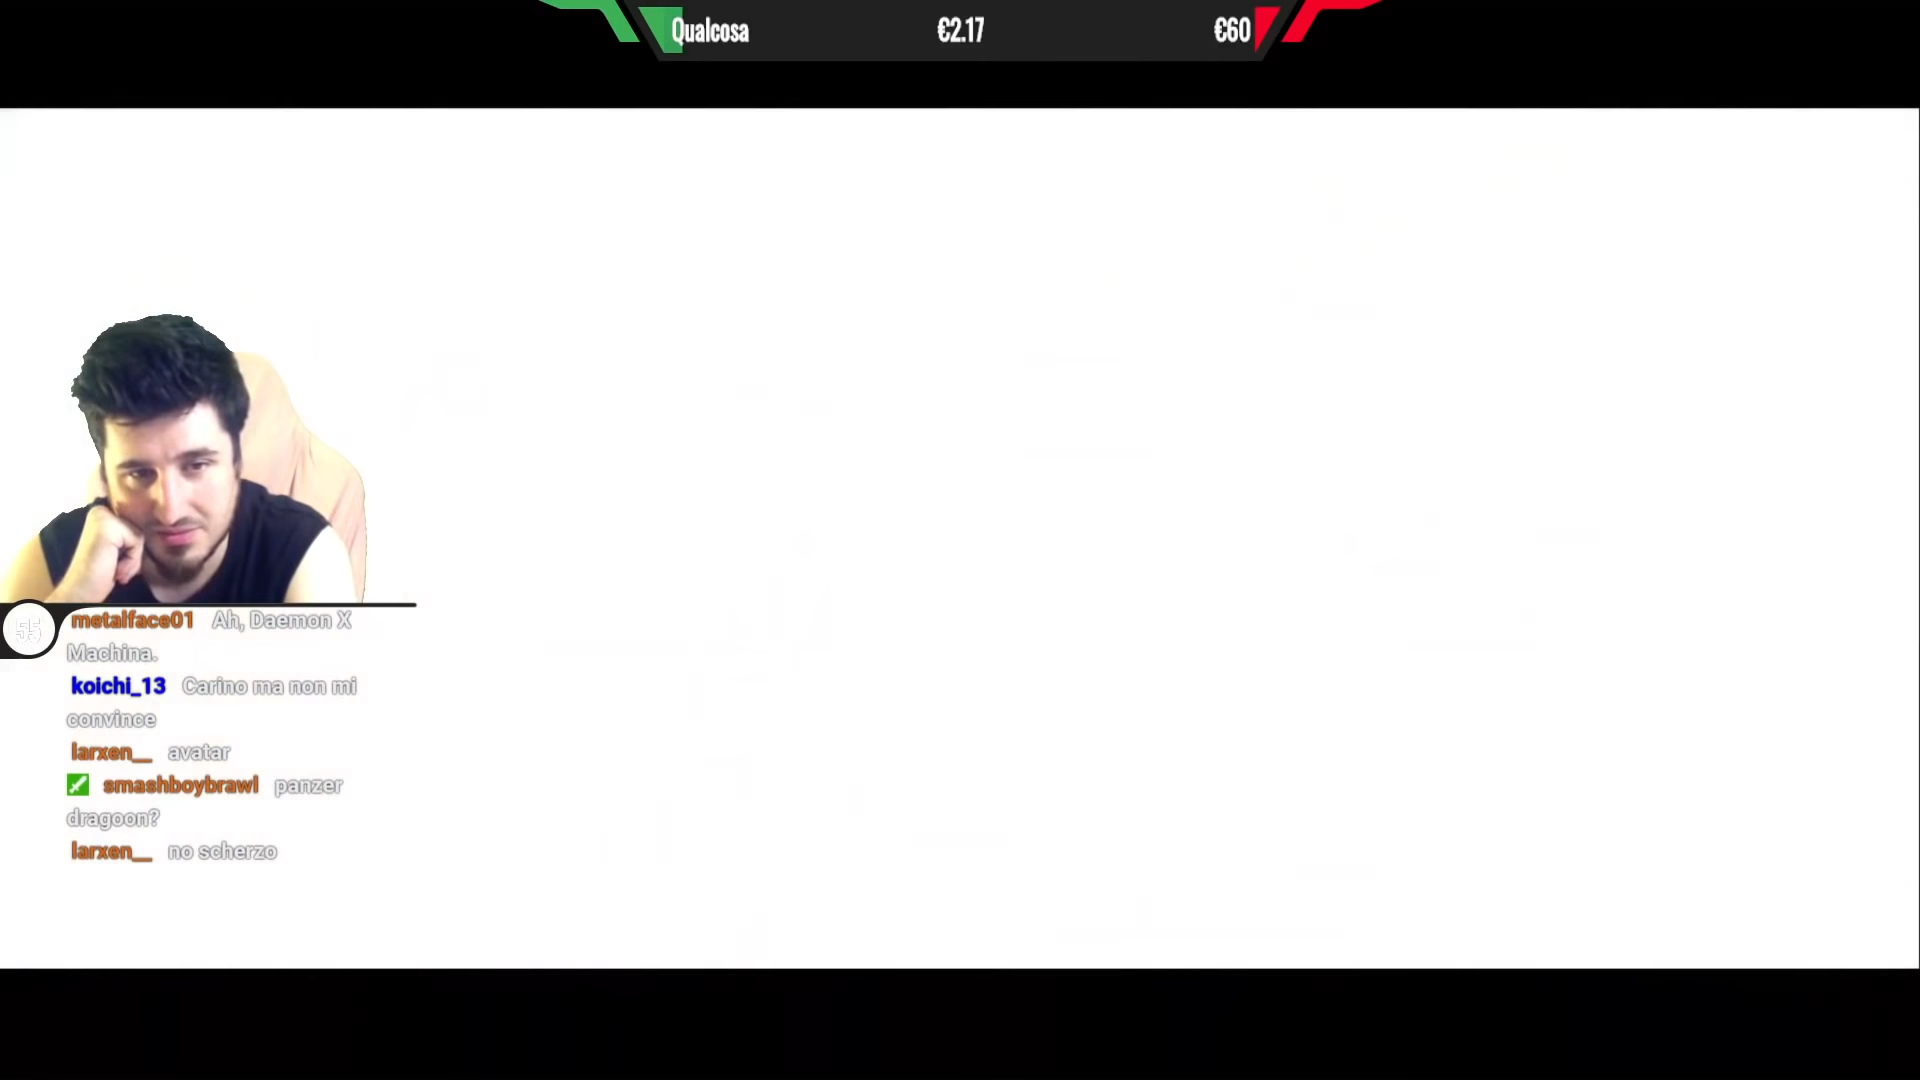 Qualcosa €2.17 €60
55
metalface01 Ah, Daemon X
Machina.
koichi_13 Carino ma non mi
convince
larxen__ avatar
smashboybrawl panzer
dragoon?
larxen__ no scherzo